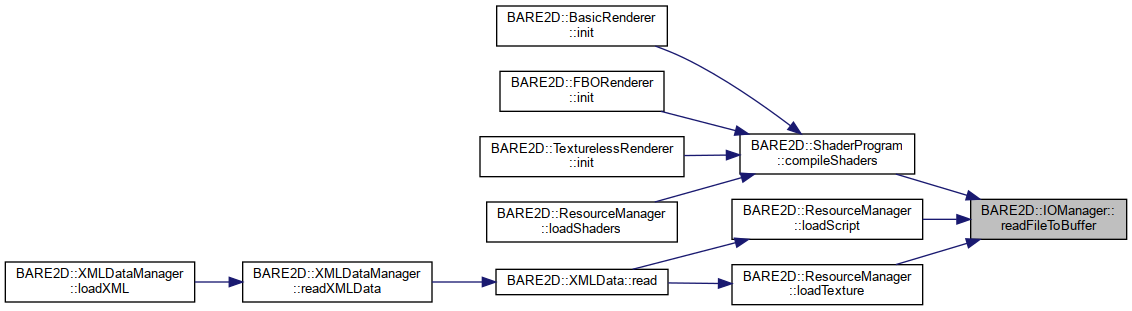 BARE2D::BasicRenderer
::init
BARE2D::FBORenderer
::init
BARE2D::TexturelessRenderer
::init
BARE2D::ShaderProgram
::compileShaders
BARE2D::ResourceManager
::loadShaders
BARE2D::ResourceManager
::loadScript
BARE2D::IOManager::
readFileToBuffer
BARE2D::XMLDataManager
::loadXML
BARE2D::XMLDataManager
::readXMLData
BARE2D::XMLData::read
BARE2D::ResourceManager
::loadTexture